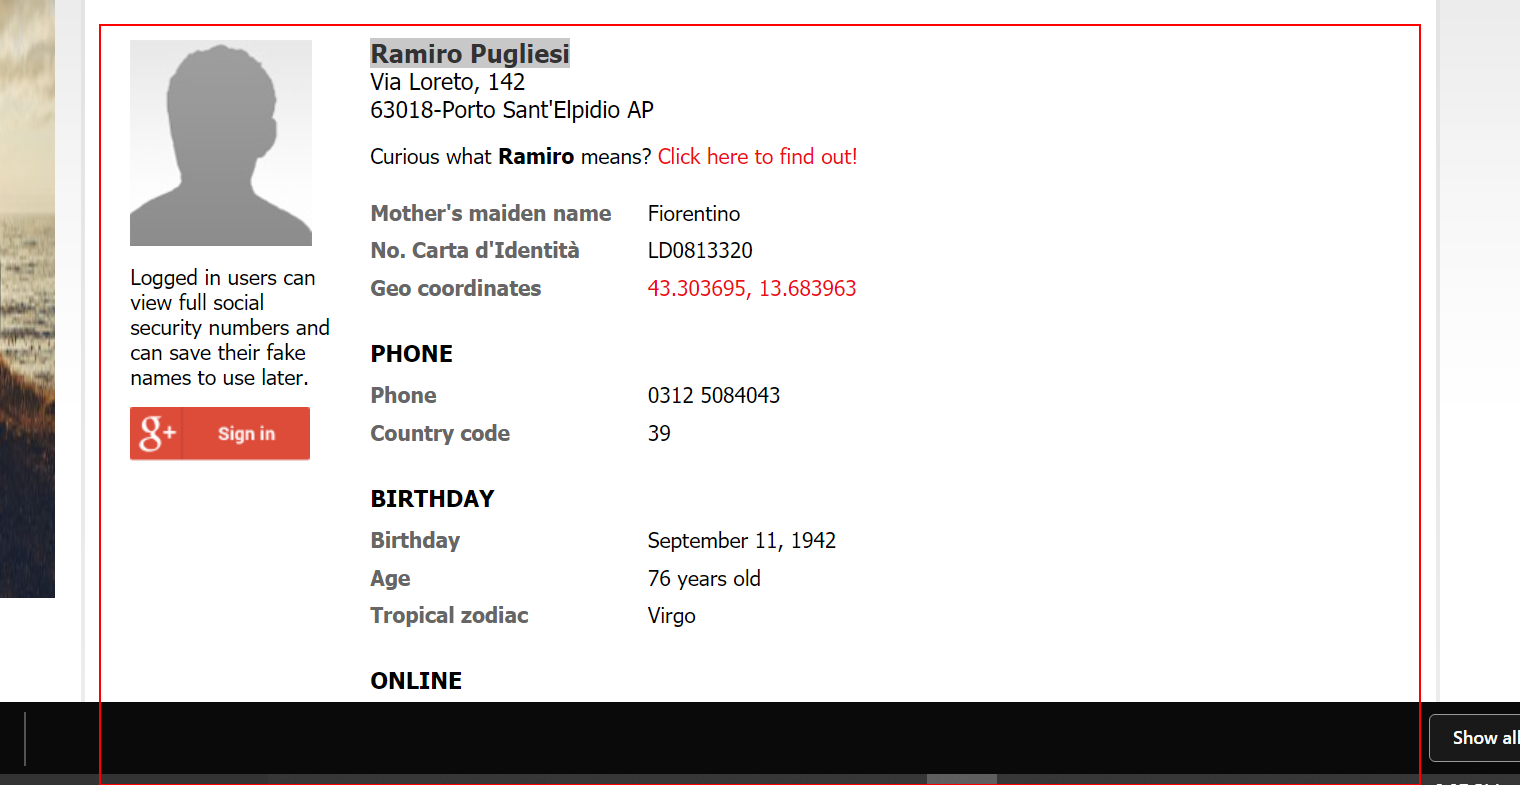 Ramiro Pugliesi
Via Loreto, 142
63018-Porto Sant'Elpidio AP
Curious what Ramiro means? Click here to find out!
Logged in users can
view full social
security numbers and
can save their fake
names to use later.
g+ Sign in
Mother's maiden name Fiorentino
No. Carta d'Identità LD0813320
Geo coordinates 43.303695, 13.683963
PHONE
Phone 0312 5084043
Country code 39
BIRTHDAY
Birthday September 11, 1942
Age 76 years old
Tropical zodiac Virgo
ONLINE
Show all